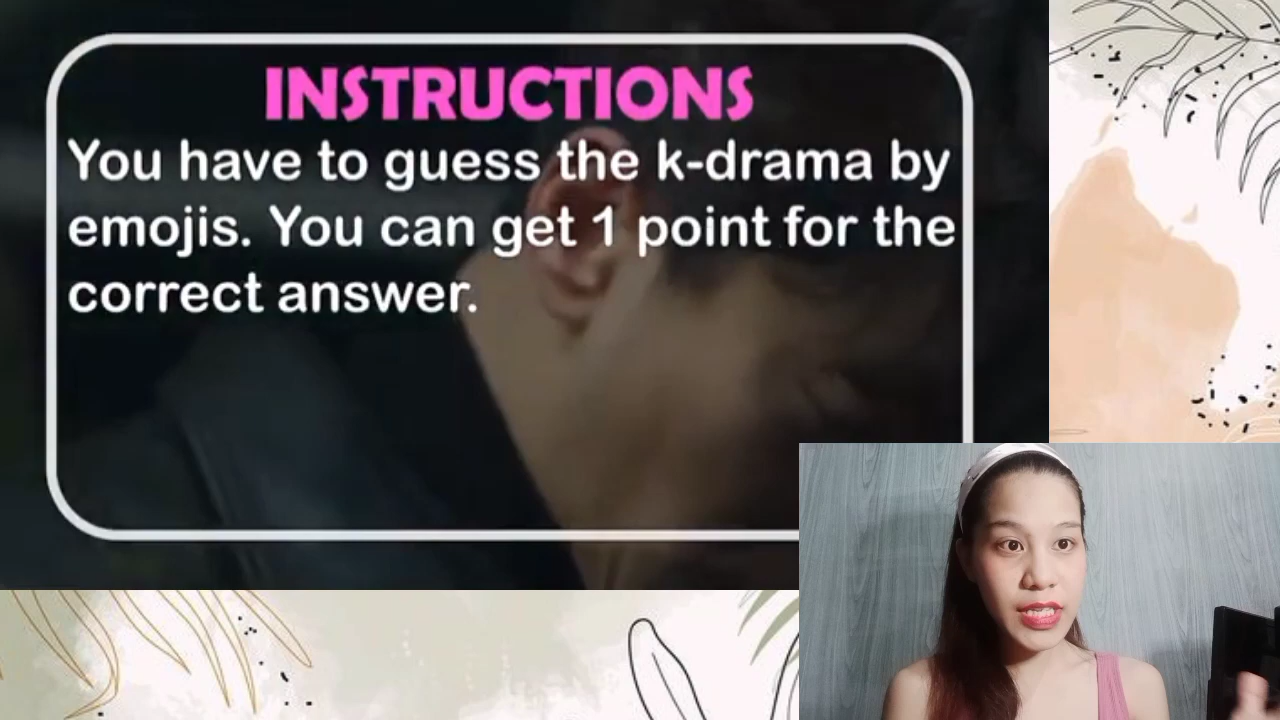 INSTRUCTIONS
You have to guess the k-drama by
emojis. You can get 1 point for the
correct answer.